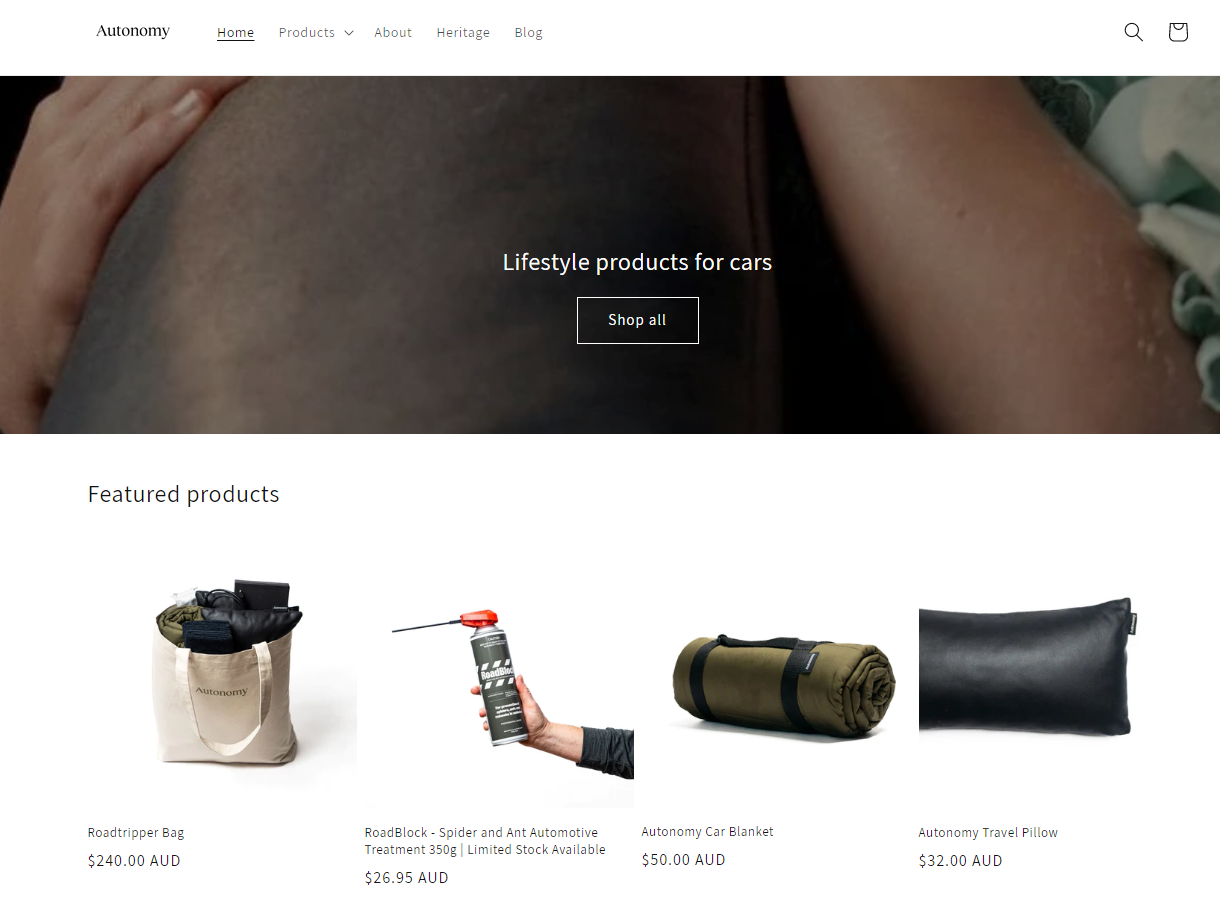 Autonomy
Home
Products
About
Heritage
Blog
Lifestyle products for cars
Shop all
Featured products
Autonomy
RoadBlock
Roadtripper Bag
$240.00 AUD
RoadBlock - Spider and Ant Automotive
Treatment 350g | Limited Stock Available
$26.95 AUD
Autonomy Car Blanket
$50.00 AUD
Autonomy Travel Pillow
$32.00 AUD